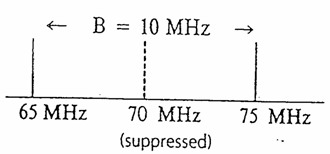 ← B = 10 MHz →
65 MHz 70 MHz 75 MHz
(suppressed)